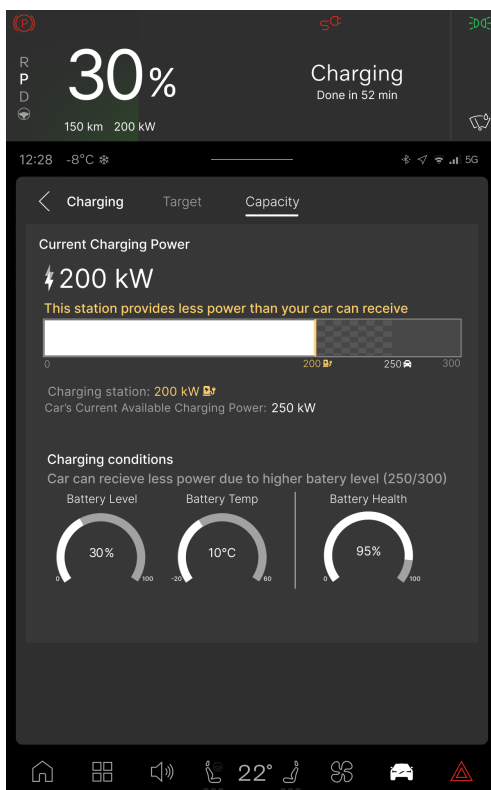 R
P
D
30%
150 km 200 kW
Charging
Done in 52 min
12:28 -8°C
5G
Charging Target Capacity
Current Charging Power
200 kW
This station provides less power than your car can receive
0 200 250 300
Charging station: 200 kW
Car's Current Available Charging Power: 250 kW
Charging conditions
Car can recieve less power due to higher batery level (250/300)
Battery Level Battery Temp Battery Health
30% 10°C 95%
0 100 -20 60 0 100
22°